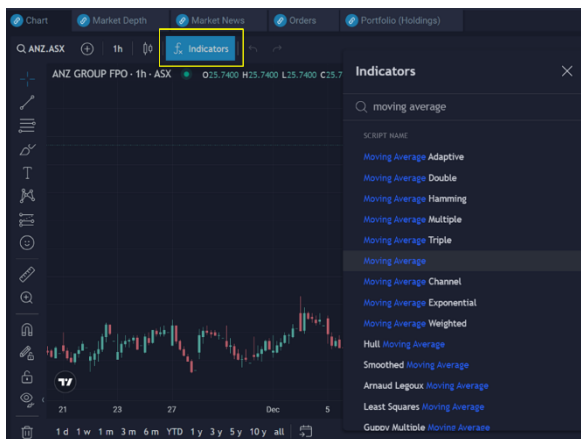 Chart Market Depth Market News Orders Portfolio (Holdings)
ANZ.ASX 1h fx Indicators
ANZ GROUP FPO · 1h · ASX O25.7400 H25.7400 L25.7400 C25.7
Indicators
moving average
SCRIPT NAME
Moving Average Adaptive
Moving Average Double
Moving Average Hamming
Moving Average Multiple
Moving Average Triple
Moving Average
Moving Average Channel
Moving Average Exponential
Moving Average Weighted
Hull Moving Average
Smoothed Moving Average
Arnaud Legoux Moving Average
Least Squares Moving Average
Guppy Multiple Moving Average
21 23 27 Dec 5
1d 1w 1m 3m 6m YTD 1y 3y 5y 10y all